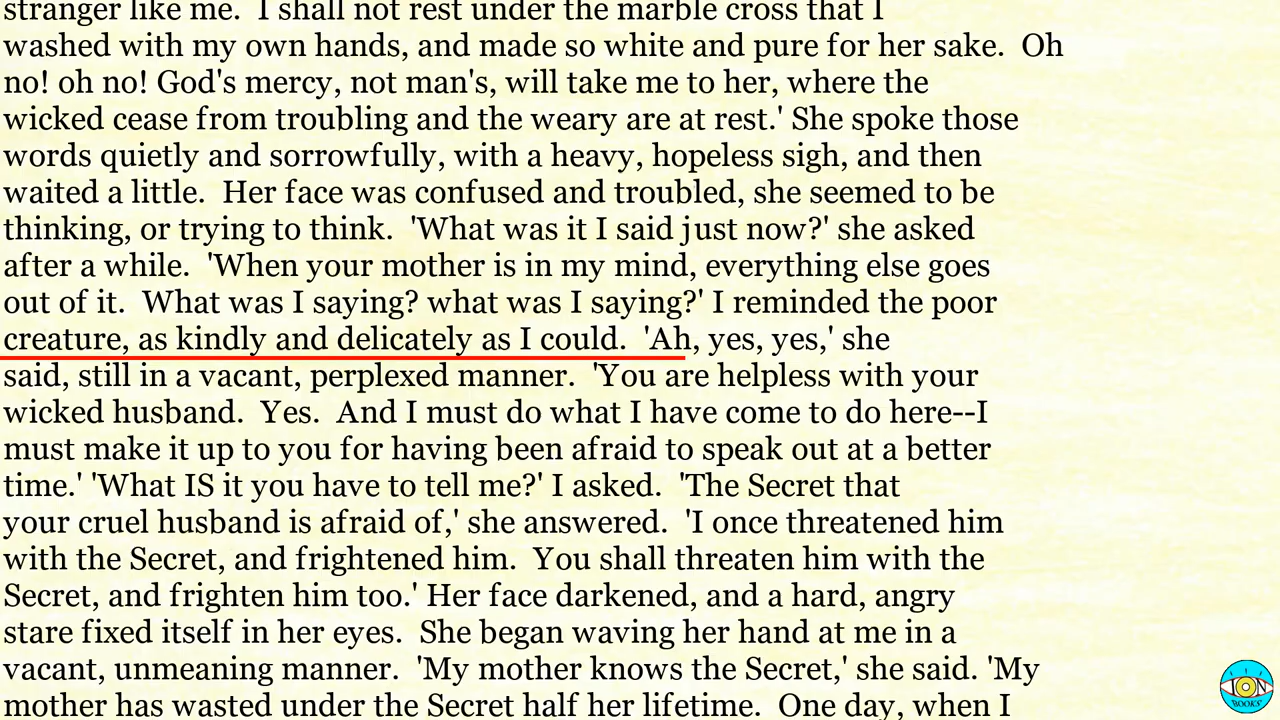 stranger like me.  I shall not rest under the marble cross that I
washed with my own hands, and made so white and pure for her sake.  Oh
no! oh no! God's mercy, not man's, will take me to her, where the
wicked cease from troubling and the weary are at rest.' She spoke those
words quietly and sorrowfully, with a heavy, hopeless sigh, and then
waited a little.  Her face was confused and troubled, she seemed to be
thinking, or trying to think.  'What was it I said just now?' she asked
after a while.  'When your mother is in my mind, everything else goes
out of it.  What was I saying? what was I saying?' I reminded the poor
creature, as kindly and delicately as I could.  'Ah, yes, yes,' she
said, still in a vacant, perplexed manner.  'You are helpless with your
wicked husband.  Yes.  And I must do what I have come to do here--I
must make it up to you for having been afraid to speak out at a better
time.' 'What IS it you have to tell me?' I asked.  'The Secret that
your cruel husband is afraid of,' she answered.  'I once threatened him
with the Secret, and frightened him.  You shall threaten him with the
Secret, and frighten him too.' Her face darkened, and a hard, angry
stare fixed itself in her eyes.  She began waving her hand at me in a
vacant, unmeaning manner.  'My mother knows the Secret,' she said. 'My
mother has wasted under the Secret half her lifetime.  One day, when I
ION
BOOKS